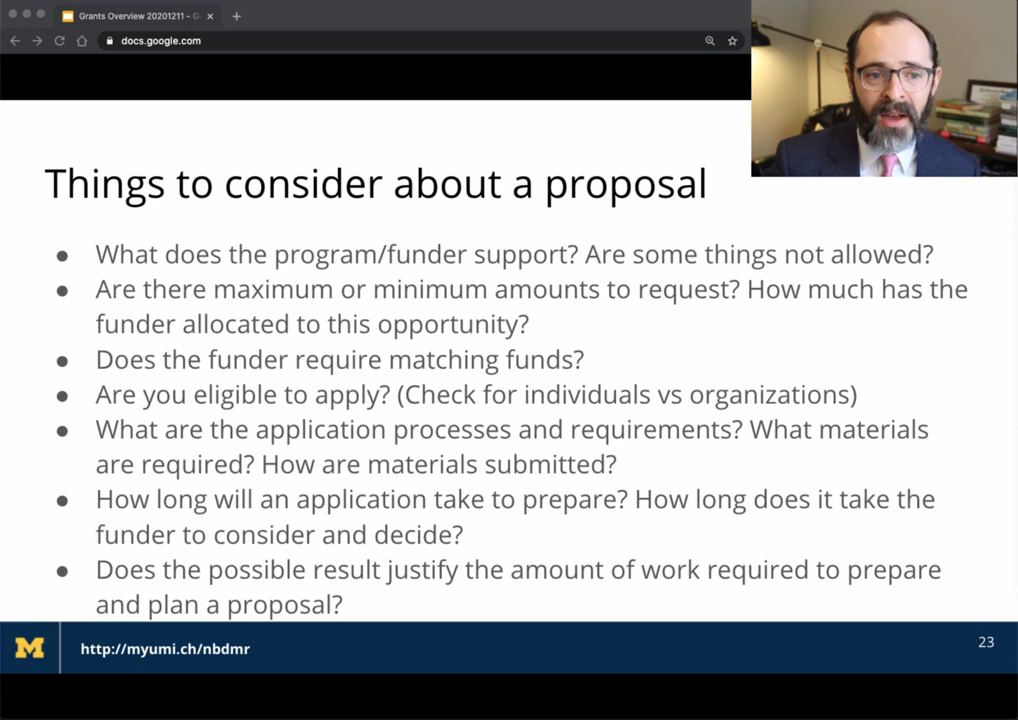 Grants Overview 20201211 - G
docs.google.com
Things to consider about a proposal
● What does the program/funder support? Are some things not allowed?
● Are there maximum or minimum amounts to request? How much has the
funder allocated to this opportunity?
● Does the funder require matching funds?
● Are you eligible to apply? (Check for individuals vs organizations)
● What are the application processes and requirements? What materials
are required? How are materials submitted?
● How long will an application take to prepare? How long does it take the
funder to consider and decide?
● Does the possible result justify the amount of work required to prepare
and plan a proposal?
M
http://myumi.ch/nbdmr
23